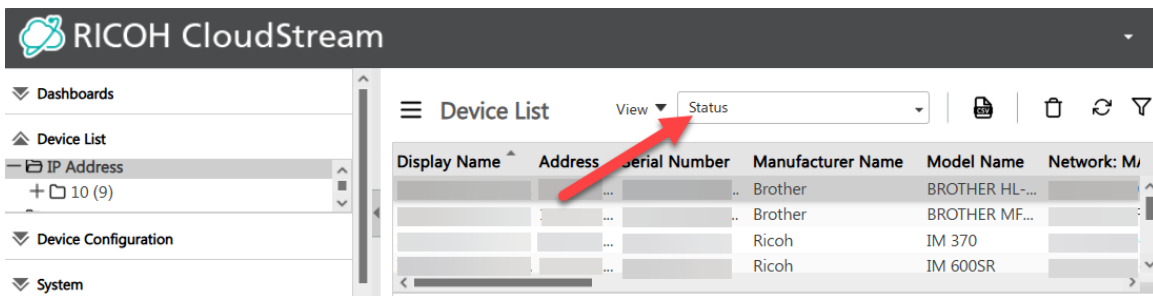 RICOH CloudStream
Dashboards
Device List
IP Address
10 (9)
Device Configuration
System
Device List View Status CSV
Display Name Address Serial Number Manufacturer Name Model Name Network:
Brother BROTHER HL-...
Brother BROTHER MF...
Ricoh IM 370
Ricoh IM 600SR